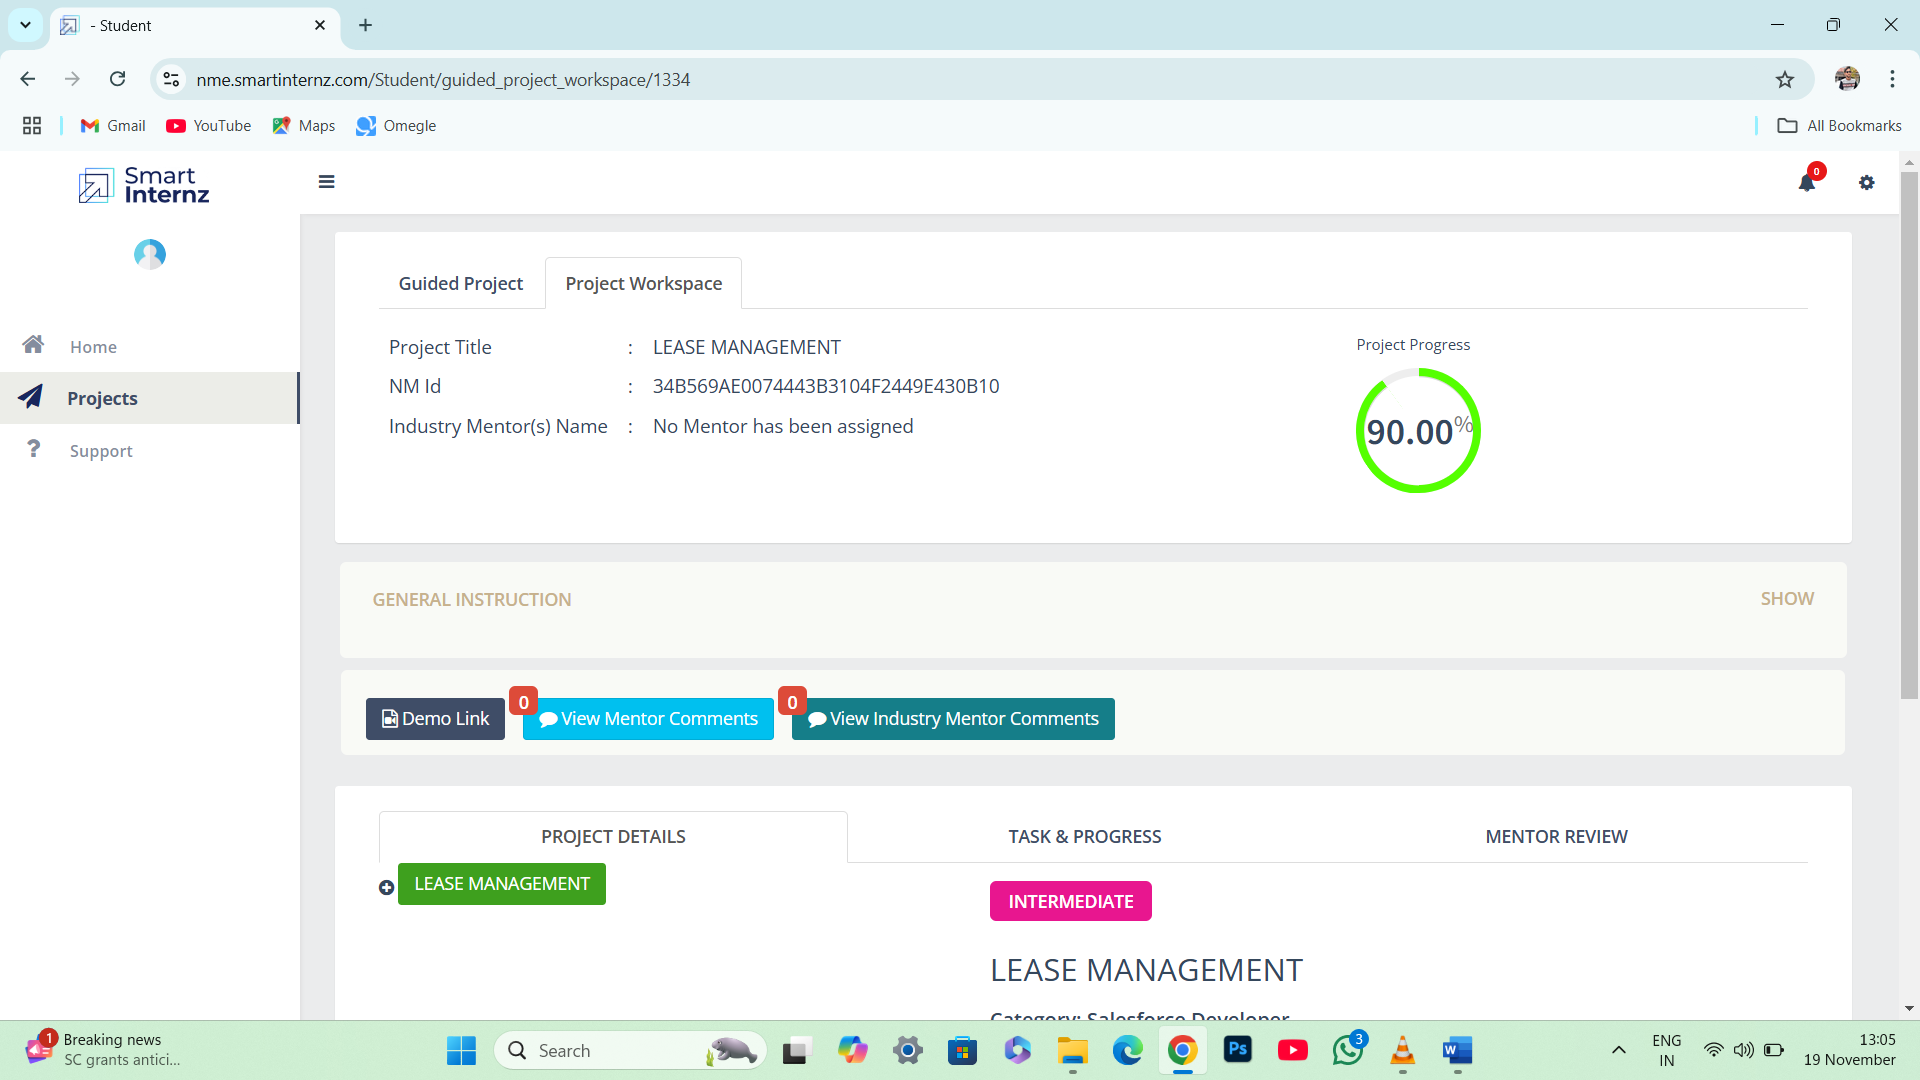 - Student
nme.smartinternz.com/Student/guided_project_workspace/1334
Gmail
YouTube
Maps
Omegle
All Bookmarks
Smart
Internz
0
Home
Projects
Support
Guided Project
Project Workspace
Project Title : LEASE MANAGEMENT
NM Id : 34B569AE0074443B3104F2449E430B10
Industry Mentor(s) Name : No Mentor has been assigned
Project Progress
90.00%
GENERAL INSTRUCTION
SHOW
Demo Link
0
View Mentor Comments
0
View Industry Mentor Comments
PROJECT DETAILS
TASK & PROGRESS
MENTOR REVIEW
LEASE MANAGEMENT
INTERMEDIATE
LEASE MANAGEMENT
Category: Salesforce Developer
1
Breaking news
SC grants antici...
Search
Ps
3
W
ENG
IN
13:05
19 November